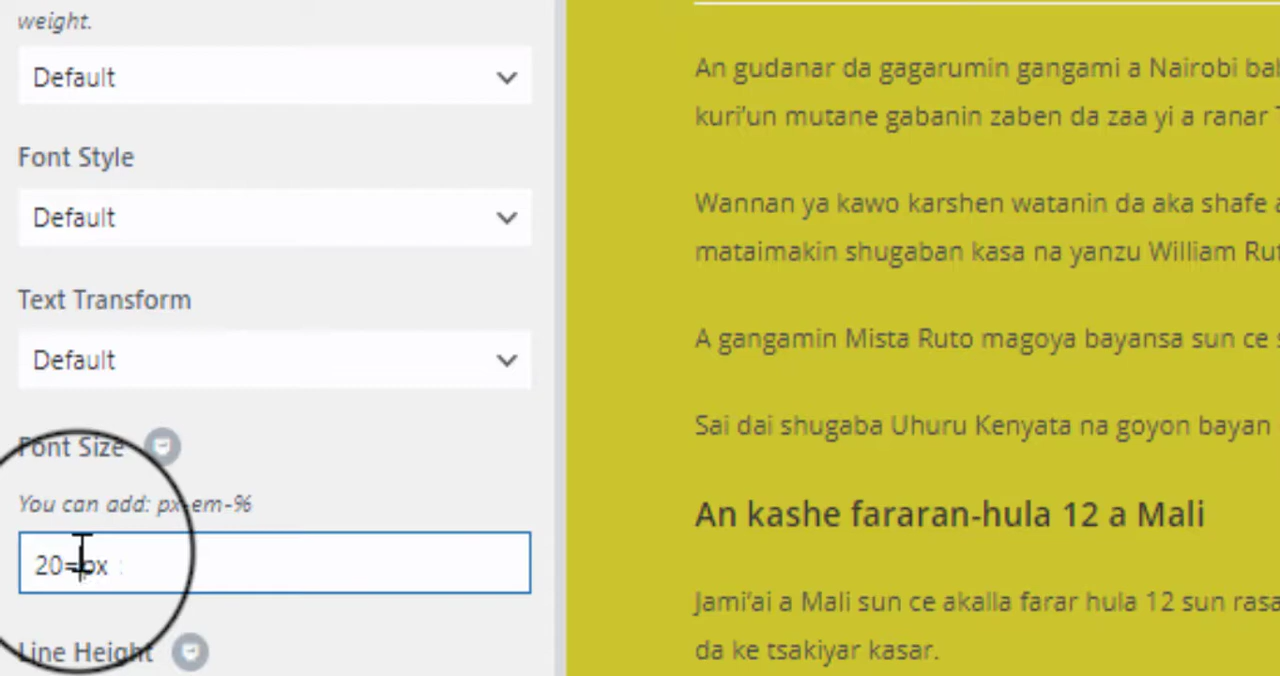 weight.
Default
Font Style
Default
Text Transform
Default
Font Size
You can add: px-em-%
20=px
Line Height
An gudanar da gagarumin gangami a Nairobi
kuri'un mutane gabanin zaben da zaa yi a ranar
Wannan ya kawo karshen watanin da aka shafe
mataimakin shugaban kasa na yanzu William
A gangamin Mista Ruto magoya bayansa sun ce
Sai dai shugaba Uhuru Kenyata na goyon bayan
An kashe fararan-hula 12 a Mali
Jami'ai a Mali sun ce akalla farar hula 12 sun
da ke tsakiyar kasar.